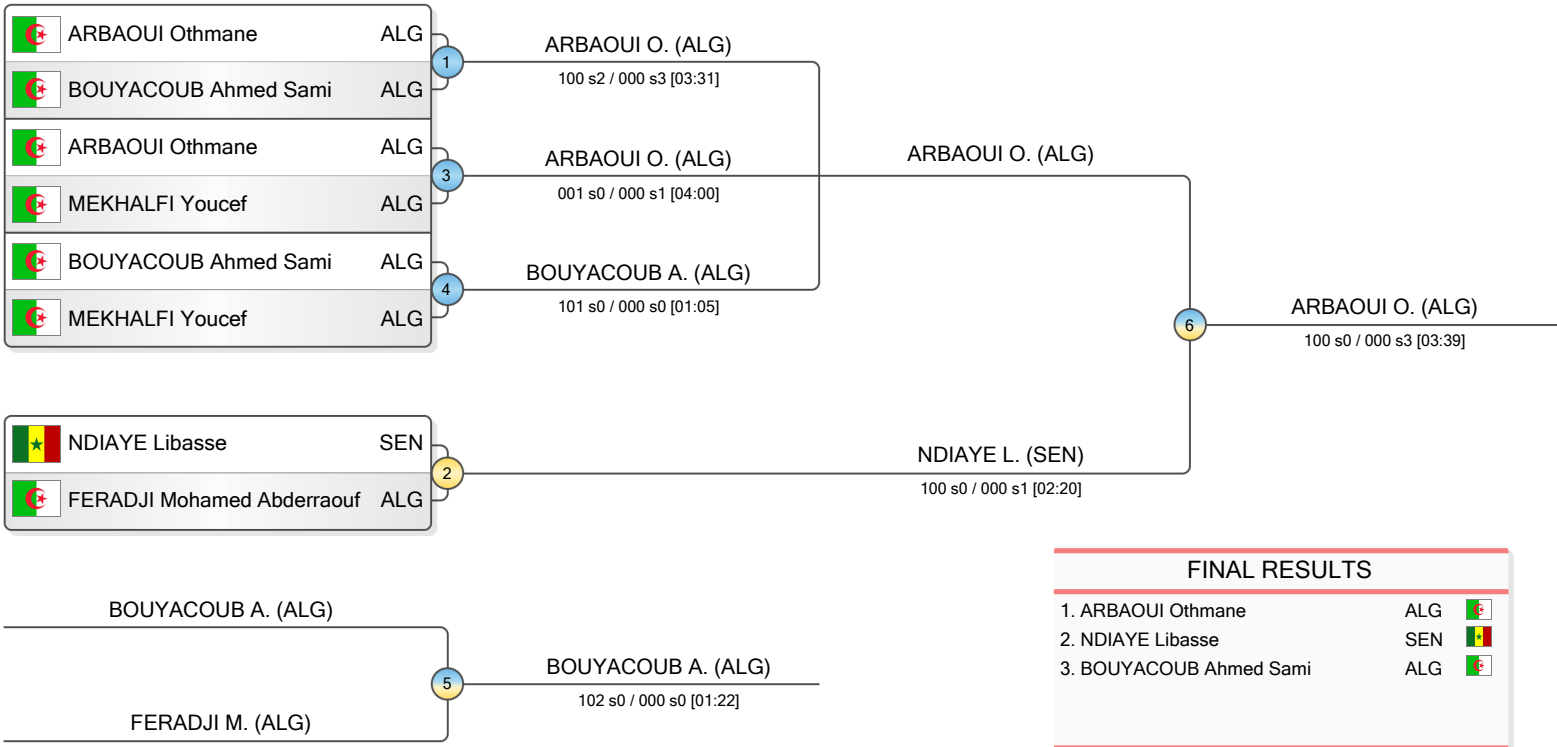 ARBAOUI Othmane ALG
BOUYACOUB Ahmed Sami ALG
1
ARBAOUI O. (ALG)
100 s2 / 000 s3 [03:31]
ARBAOUI Othmane ALG
MEKHALFI Youcef ALG
3
ARBAOUI O. (ALG)
001 s0 / 000 s1 [04:00]
BOUYACOUB Ahmed Sami ALG
MEKHALFI Youcef ALG
4
BOUYACOUB A. (ALG)
101 s0 / 000 s0 [01:05]
ARBAOUI O. (ALG)
NDIAYE Libasse SEN
FERADJI Mohamed Abderraouf ALG
2
NDIAYE L. (SEN)
100 s0 / 000 s1 [02:20]
6
ARBAOUI O. (ALG)
100 s0 / 000 s3 [03:39]
BOUYACOUB A. (ALG)
FERADJI M. (ALG)
5
BOUYACOUB A. (ALG)
102 s0 / 000 s0 [01:22]
FINAL RESULTS
1. ARBAOUI Othmane ALG
2. NDIAYE Libasse SEN
3. BOUYACOUB Ahmed Sami ALG